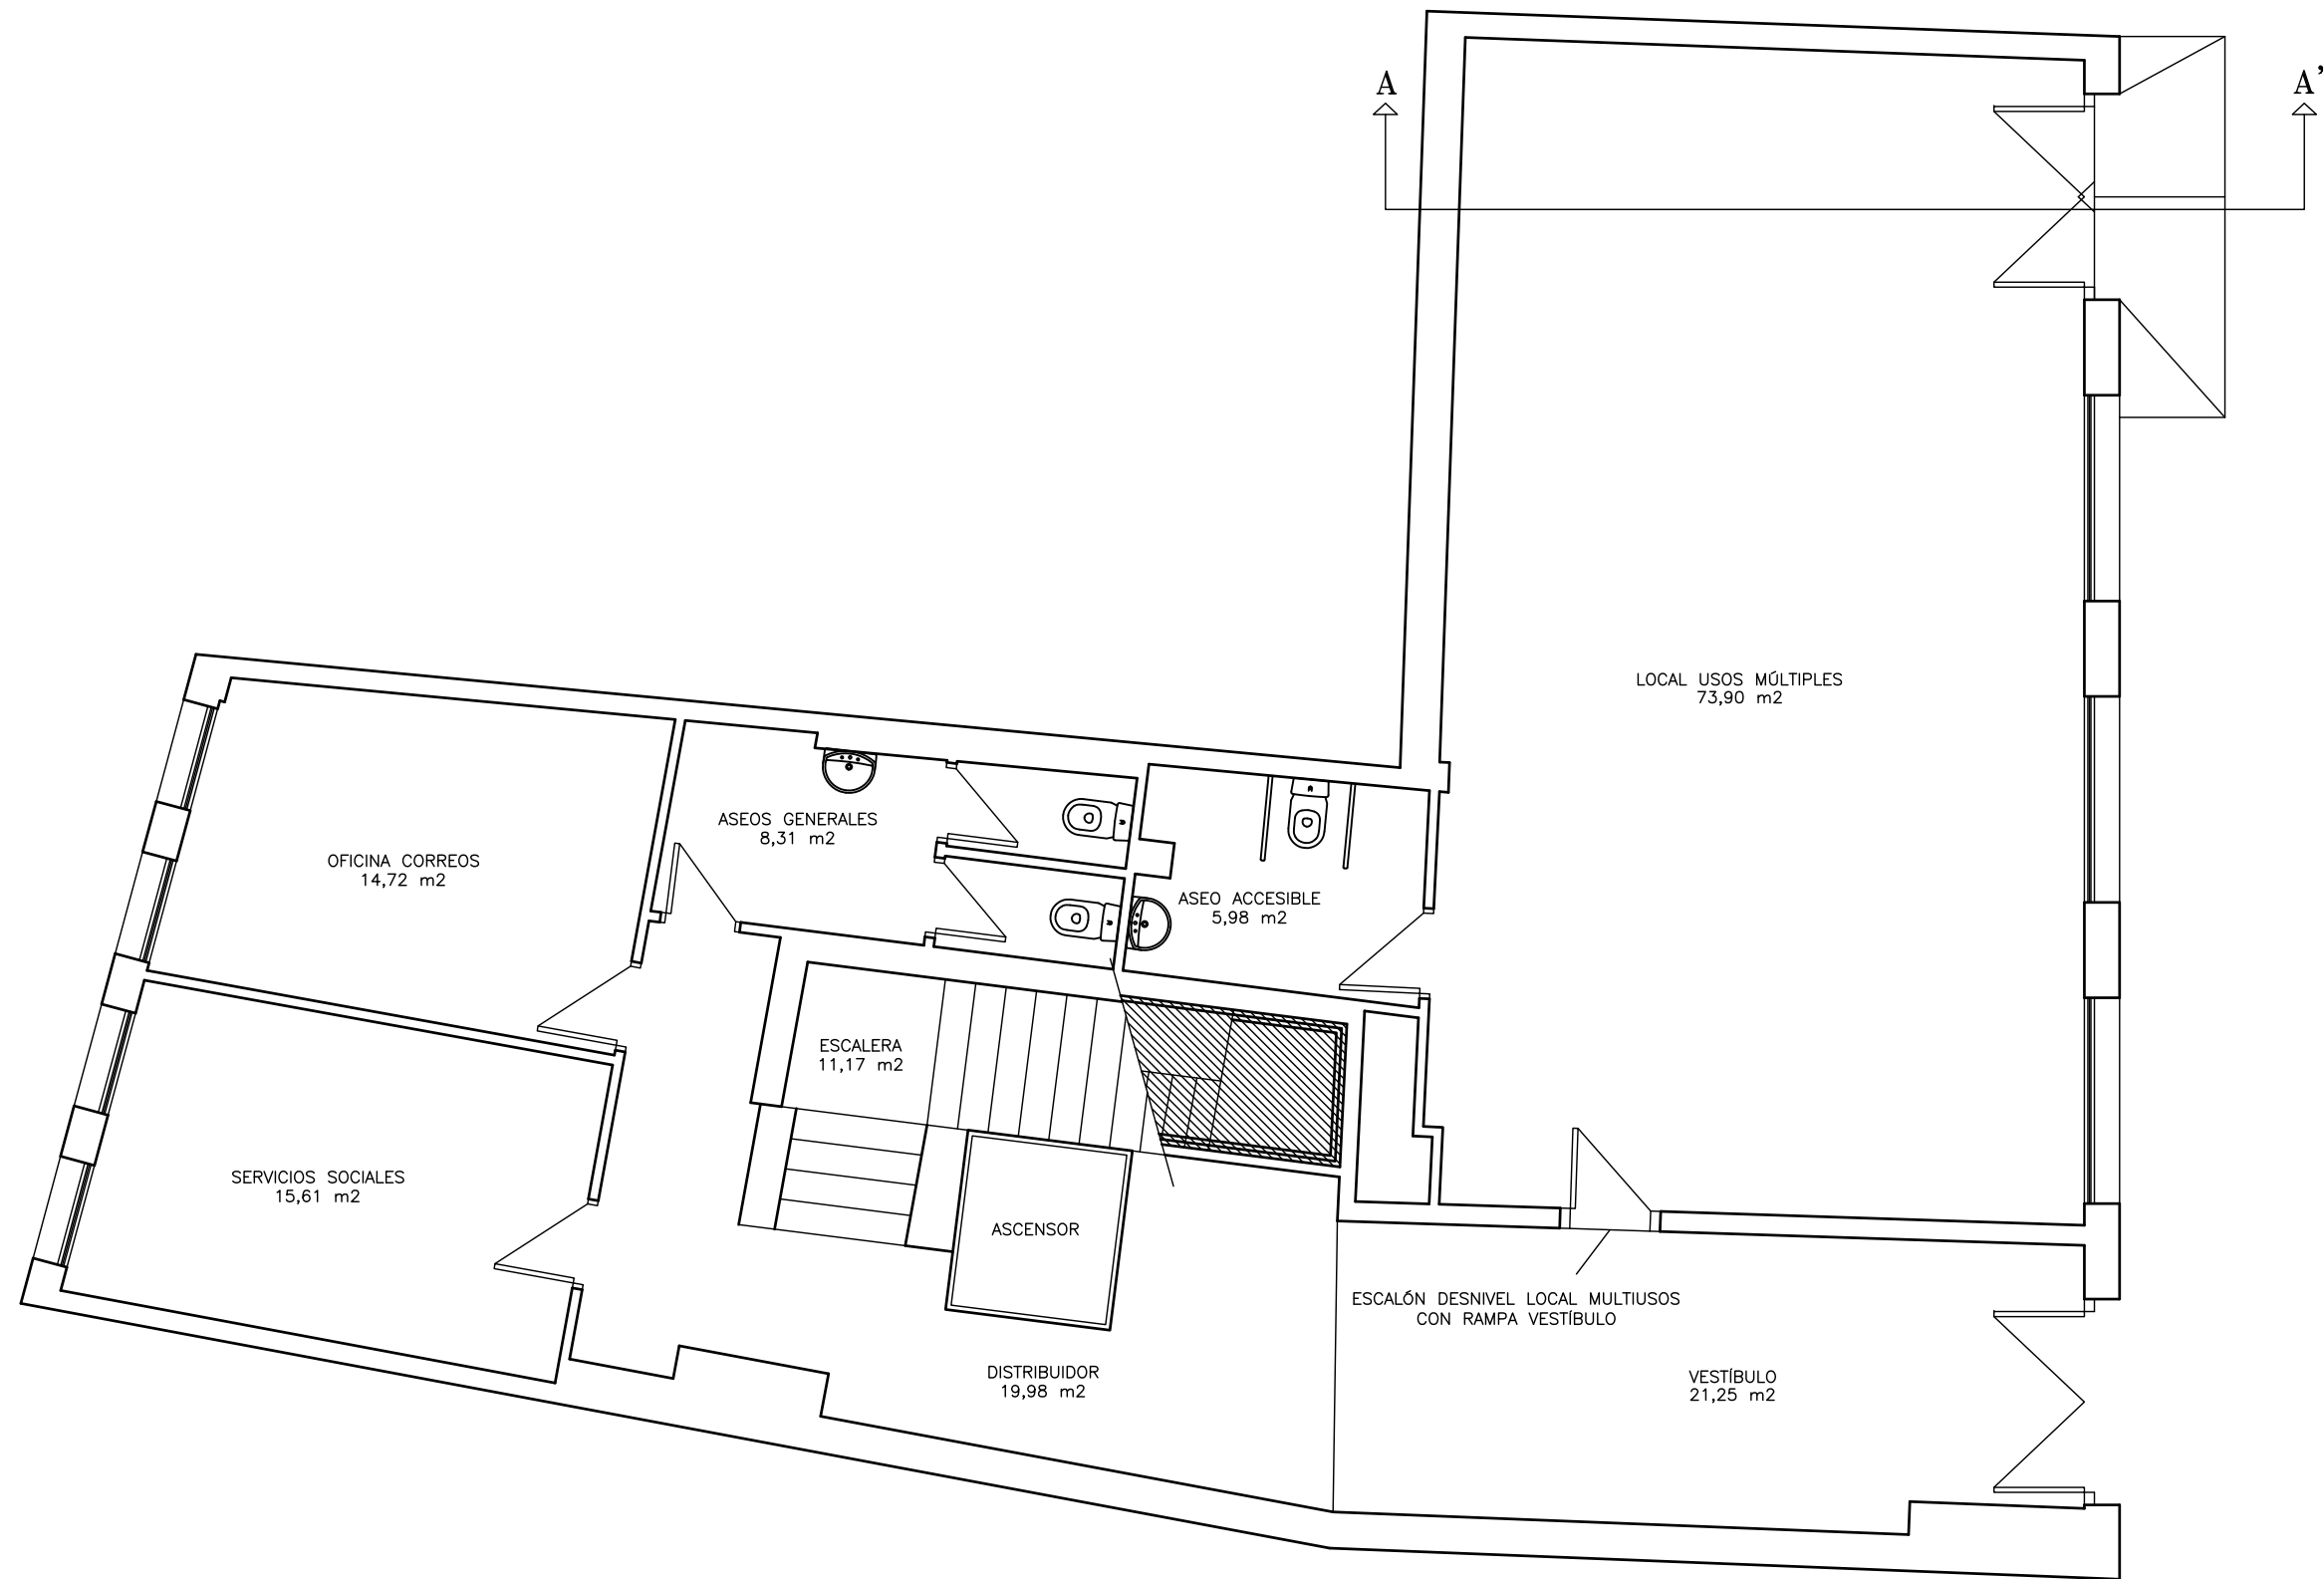 A
A'
LOCAL USOS MÚLTIPLES
73,90 m2
ASEOS GENERALES
8,31 m2
OFICINA CORREOS
14,72 m2
ASEO ACCESIBLE
5,98 m2
ESCALERA
11,17 m2
SERVICIOS SOCIALES
15,61 m2
ASCENSOR
ESCALÓN DESNIVEL LOCAL MULTIUSOS
CON RAMPA VESTÍBULO
DISTRIBUIDOR
19,98 m2
VESTÍBULO
21,25 m2